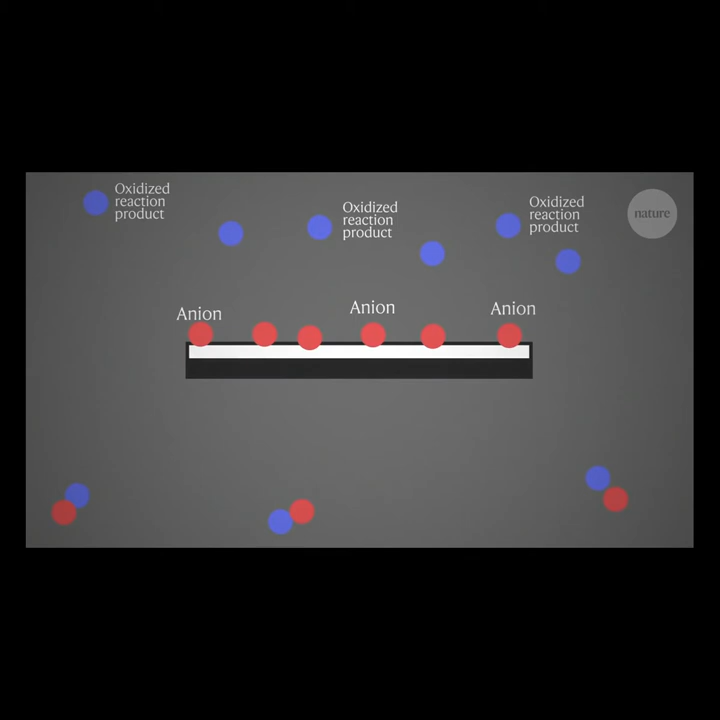 Oxidized
reaction
product
Oxidized
reaction
product
Oxidized
reaction
product
nature
Anion
Anion
Anion